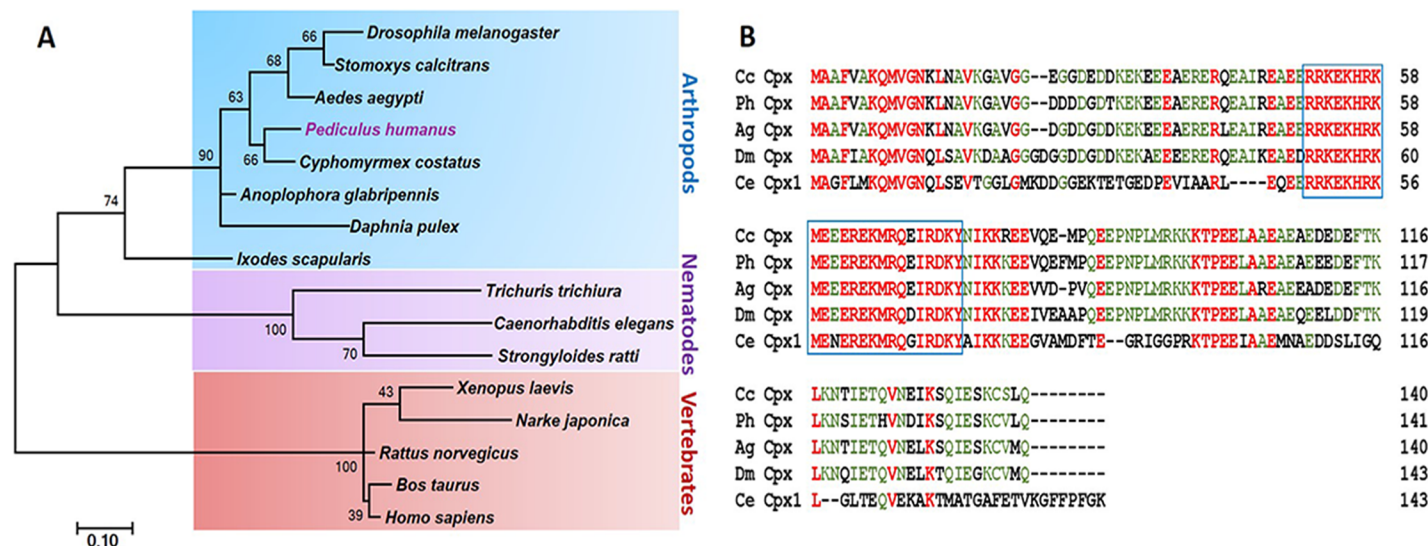 A
66
Drosophila melanogaster
68
Stomoxys calcitrans
63
Aedes aegypti
Pediculus humanus
90
66
Cyphomyrmex costatus
Anoplophora glabripennis
74
Daphnia pulex
Ixodes scapularis
Arthropods
Trichuris trichiura
100
Caenorhabditis elegans
70
Strongyloides ratti
Nematodes
43
Xenopus laevis
Narke japonica
100
Rattus norvegicus
Bos taurus
39
Homo sapiens
Vertebrates
0.10
B
Cc Cpx MAAFVAKQMVGNKLNAVKGAVGG--EGGDEDDKEKEEEAERERQEAIREAEERRKEKHRK 58
Ph Cpx MAAFVAKQMVGNKLNAVKGAVGG--DDDDGDTKEKEEEAERERQEAIREAEERRKEKHRK 58
Ag Cpx MAAFVAKQMVGNKLNAVKGAVGG--DGGDGDDKEKEEEAERERLEAIREAEERRKEKHRK 58
Dm Cpx MAAFIAKQMVGNQLSAVKDAAGGGDGGDDGDDKEKAEEEERERQEAIKEAEDRRKEKHRK 60
Ce Cpx1 MAGFLMKQMVGNQLSEVTGGLGMKDDGGEKTETGEDPEVIAARL----EQEERRKEKHRK 56
Cc Cpx MEEEREKMRQEIRDKYNIKKREEVQE-MPQEEPNPLMRKKKTPEELAAEAEAEDEDEFTK 116
Ph Cpx MEEEREKMRQEIRDKYNIKKKEEVQEFMPQEEPNPLMRKKKTPEELAAEAEAEEEDEFTK 117
Ag Cpx MEEEREKMRQEIRDKYNIKKKEEVVD-PVQEEPNPLMRKKKTPEELAREAEEADEDEFTK 116
Dm Cpx MEEEREKMRQDIRDKYNIKKKEEIVEAAPQEEPNPLMRKKKTPEELAAEAEQEELDDFTK 119
Ce Cpx1 MENEREKMRQGIRDKYAIKKKEEGVAMDFTE--GRIGGPRKTPEEIAAEMNAEDDSLIGQ 116
Cc Cpx LKNTIETQVNEIKSQIESKCSLQ--------- 140
Ph Cpx LKNSIETHVNDIKSQIESKCVLQ--------- 141
Ag Cpx LKNTIETQVNELKSQIESKCVMQ--------- 140
Dm Cpx LKNQIETQVNELKTQIEGKCVMQ--------- 143
Ce Cpx1 L--GLTEQVEKAKTMATGAFETVKGFFPFGK 143